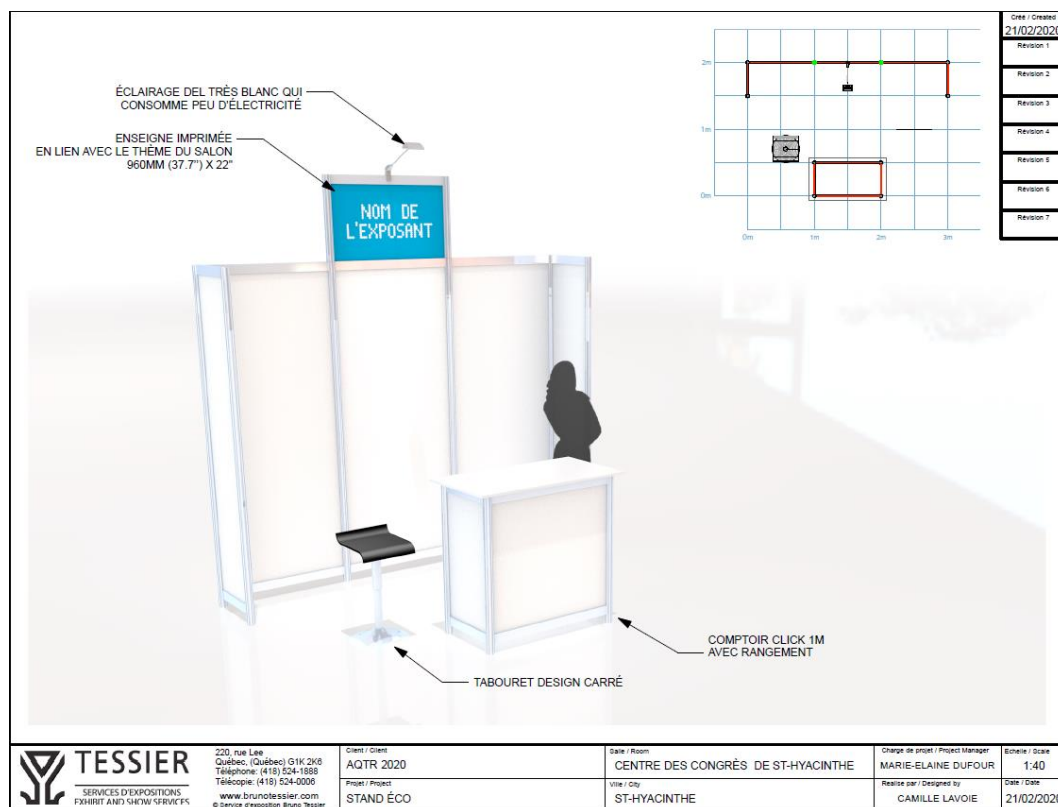 ÉCLAIRAGE DEL TRÈS BLANC QUI
CONSOMME PEU D'ÉLECTRICITÉ
ENSEIGNE IMPRIMÉE
EN LIEN AVEC LE THÈME DU SALON
960MM (37.7") X 22"
NOM DE
L'EXPOSANT
COMPTOIR CLICK 1M
AVEC RANGEMENT
TABOURET DESIGN CARRÉ
2m
1m
0m
0m 1m 2m 3m
Créé / Created
21/02/2020
Révision 1
Révision 2
Révision 3
Révision 4
Révision 5
Révision 6
Révision 7
TESSIER
SERVICES D'EXPOSITIONS
EXHIBIT AND SHOW SERVICES
220, rue Lee
Québec, (Québec) G1K 2K6
Téléphone: (418) 524-1888
Télécopie: (418) 524-0006
www.brunotessier.com
© Service d'exposition Bruno Tessier
Client / Client
AQTR 2020
Projet / Project
STAND ÉCO
Salle / Room
CENTRE DES CONGRÈS DE ST-HYACINTHE
Ville / City
ST-HYACINTHE
Charge de projet / Project Manager
MARIE-ELAINE DUFOUR
Realise par / Designed by
CAMILLE LAVOIE
Echelle / Scale
1:40
Date / Date
21/02/2020